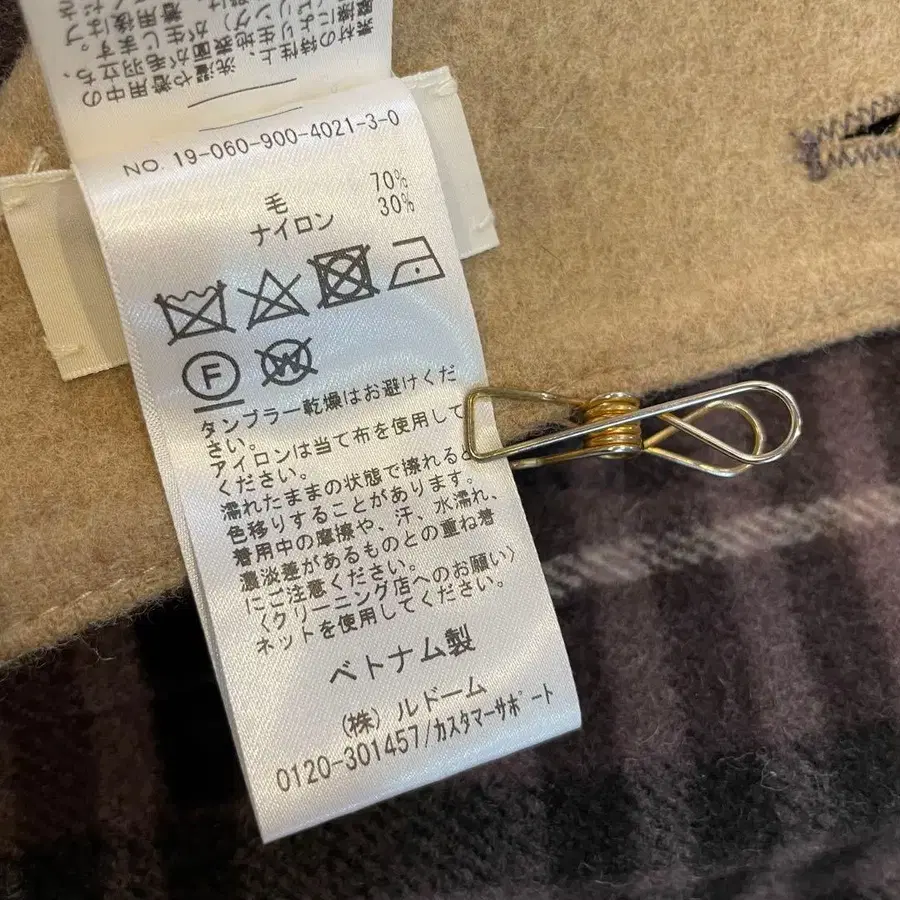 NO. 19-060-900-4021-3-0
毛 70%
ナイロン 30%
F W
タンブラー乾燥はお避けくだ
さい。
アイロンは当て布を使用して
ください。
濡れたままの状態で擦れると
色移りすることがあります。
着用中の摩擦や、汗、水濡れ、
濃淡差があるものとの重ね着
にご注意ください。
〈クリーニング店へのお願い〉
ネットを使用してください。
ベトナム製
(株) ルドーム
0120-301457/カスタマーサポート